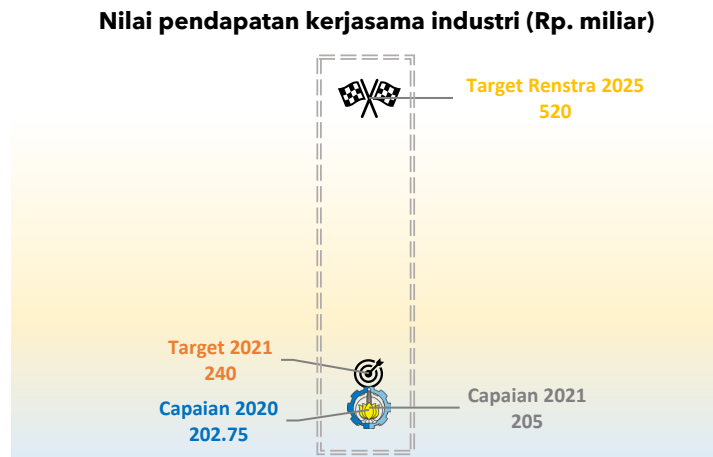 Nilai pendapatan kerjasama industri (Rp. miliar)
Target Renstra 2025
520
Target 2021
240
Capaian 2020
202.75
Capaian 2021
205